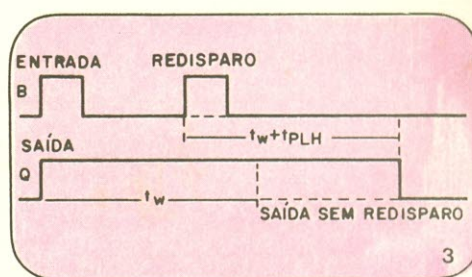 ENTRADA REDISPARO
B
tw+tPLH
SAÍDA
Q
tw
SAÍDA SEM REDISPARO
3